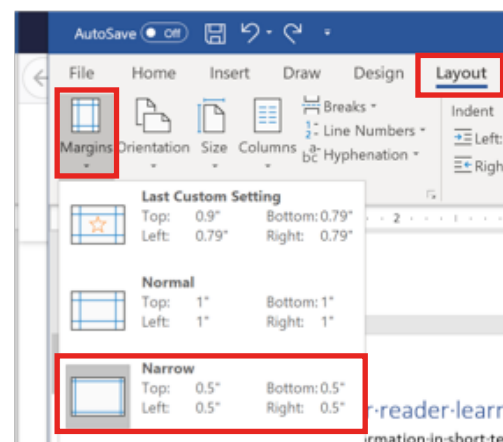 AutoSave Off
File Home Insert Draw Design Layout
Margins Orientation Size Columns
Breaks
Line Numbers
Hyphenation
Indent
Left:
Last Custom Setting
Top: 0.9" Bottom: 0.79"
Left: 0.79" Right: 0.79"
2
Normal
Top: 1" Bottom: 1"
Left: 1" Right: 1"
Narrow
Top: 0.5" Bottom: 0.5"
Left: 0.5" Right: 0.5"
reader·learn